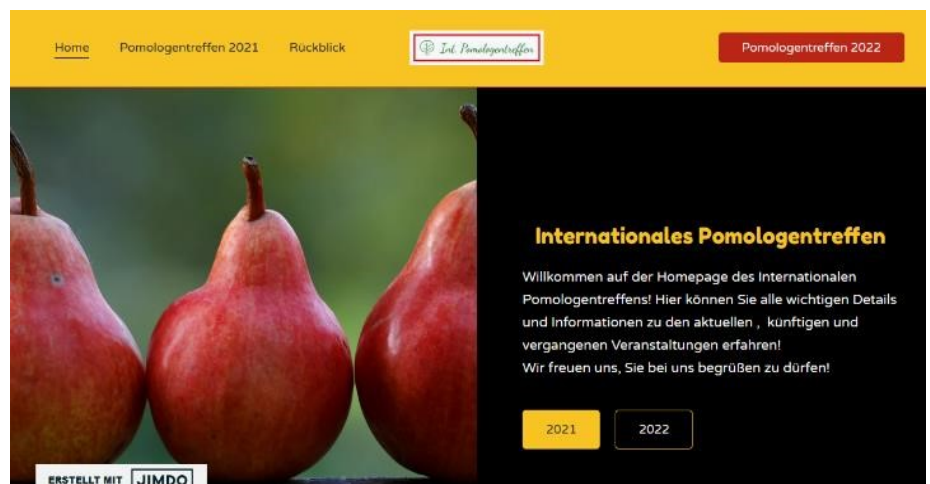 Home Pomologentreffen 2021 Rückblick
Int. Pomologentreffen
Pomologentreffen 2022
Internationales Pomologentreffen
Willkommen auf der Homepage des Internationalen
Pomologentreffens! Hier können Sie alle wichtigen Details
und Informationen zu den aktuellen , künftigen und
vergangenen Veranstaltungen erfahren!
Wir freuen uns, Sie bei uns begrüßen zu dürfen!
2021 2022
ERSTELLT MIT JIMDO